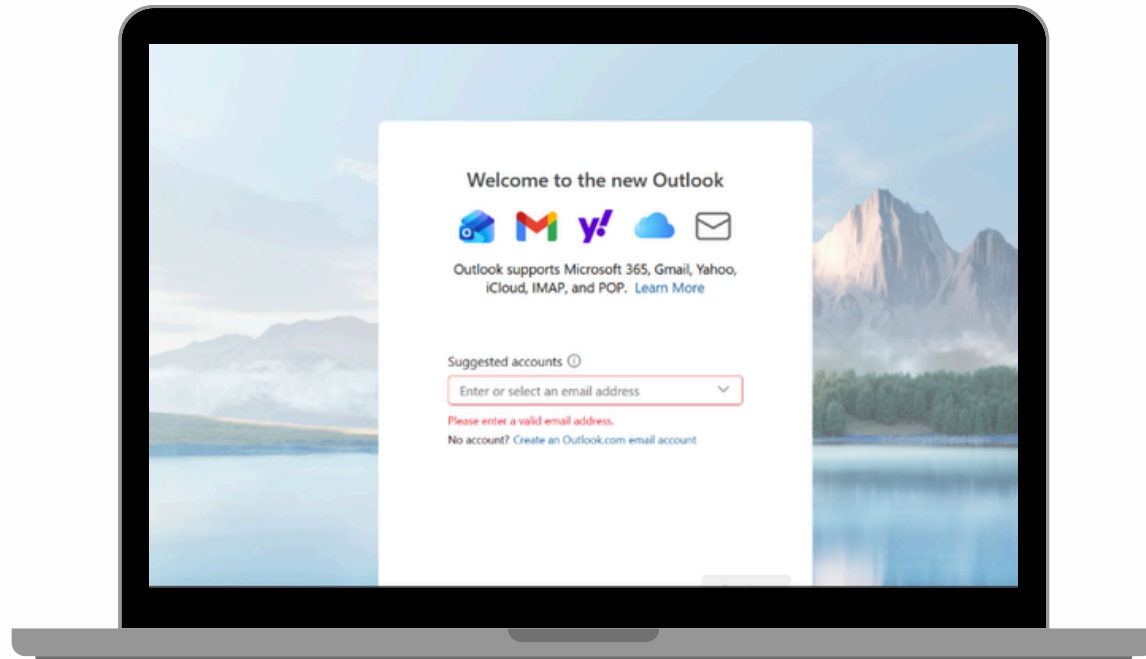 Welcome to the new Outlook
y!
Outlook supports Microsoft 365, Gmail, Yahoo,
iCloud, IMAP, and POP. Learn More
Suggested accounts
Enter or select an email address
Please enter a valid email address.
No account? Create an Outlook.com email account